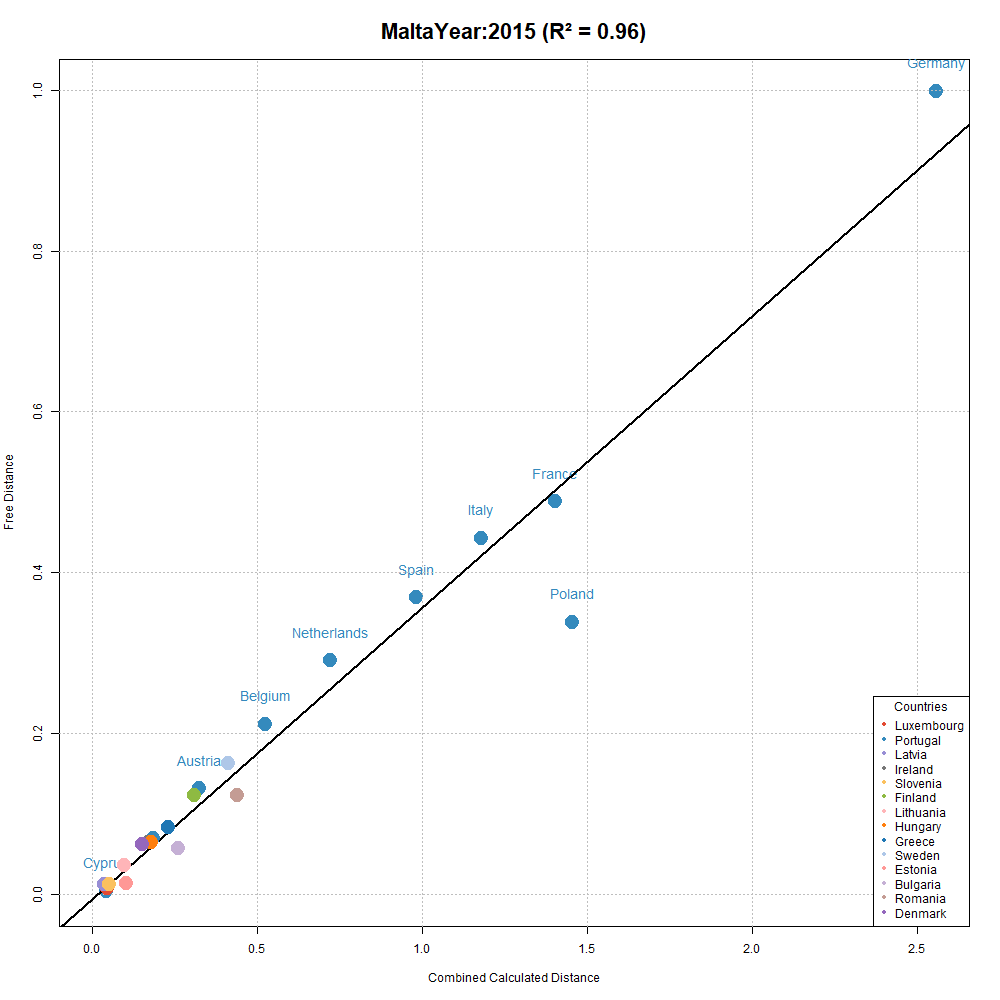 MaltaYear:2015 (R² = 0.96)
Germany
France
Italy
Spain
Poland
Netherlands
Belgium
Austria
Cypru
Free Distance
1.0
0.8
0.6
0.4
0.2
0.0
0.0
0.5
1.0
1.5
2.0
2.5
Combined Calculated Distance
Countries
Luxembourg
Portugal
Latvia
Ireland
Slovenia
Finland
Lithuania
Hungary
Greece
Sweden
Estonia
Bulgaria
Romania
Denmark